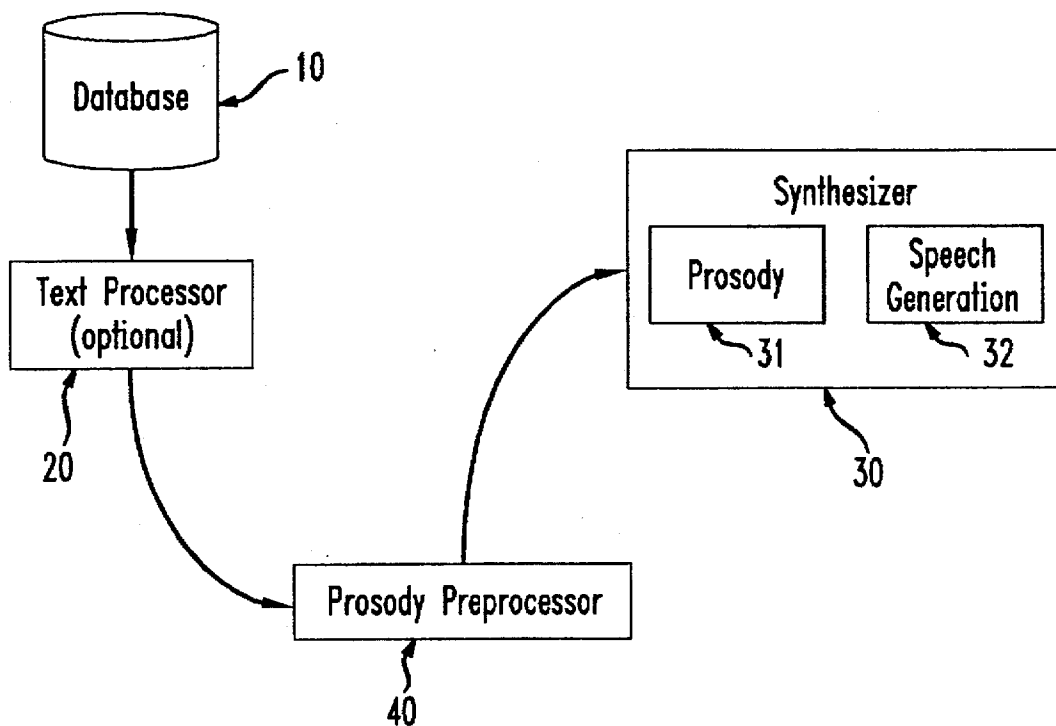 Database
10
Text Processor
(optional)
20
Prosody Preprocessor
40
Synthesizer
Prosody
31
Speech
Generation
32
30